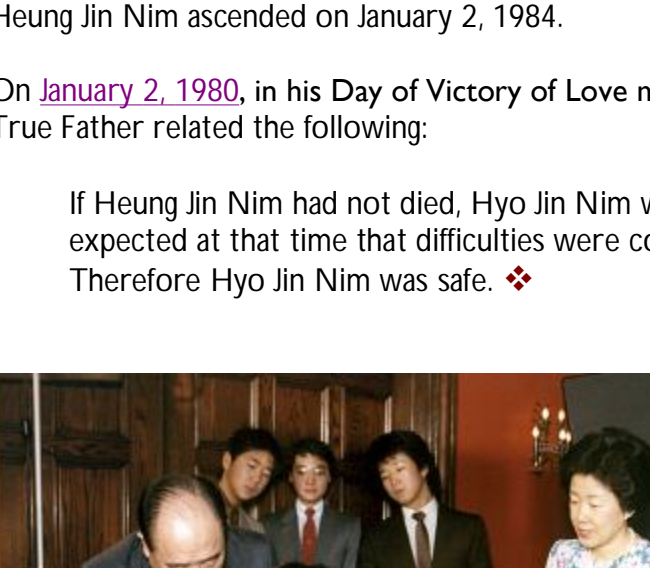 Heung Jin Nim ascended on January 2, 1984.
On January 2, 1980, in his Day of Victory of Love
True Father related the following:
If Heung Jin Nim had not died, Hyo Jin Nim
expected at that time that difficulties were
Therefore Hyo Jin Nim was safe. ❖